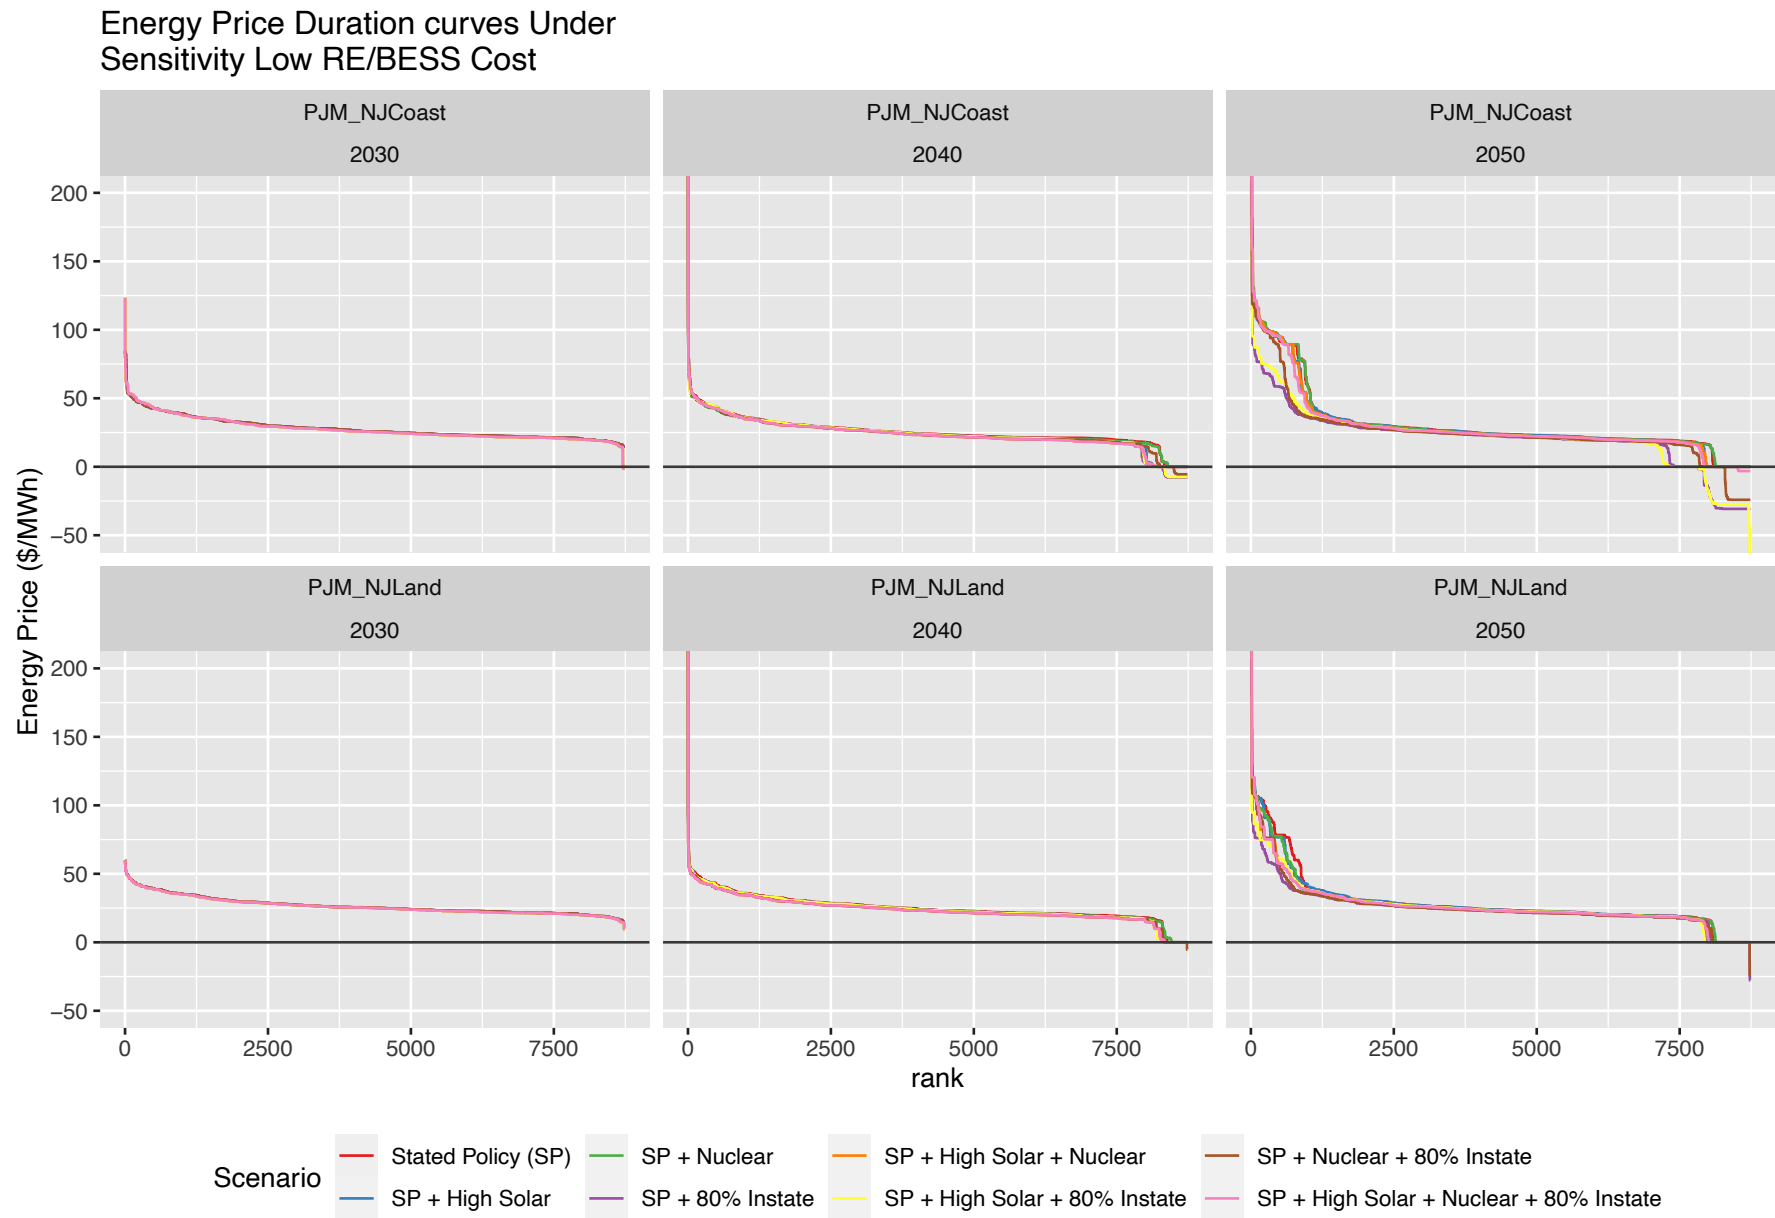 Energy Price Duration curves Under
Sensitivity Low RE/BESS Cost
PJM_NJCoast
2030
PJM_NJCoast
2040
PJM_NJCoast
2050
200
150
100
50
0
−50
PJM_NJLand
2030
PJM_NJLand
2040
PJM_NJLand
2050
200
150
100
50
0
−50
Energy Price ($/MWh)
0 2500 5000 7500
0 2500 5000 7500
0 2500 5000 7500
rank
Scenario
Stated Policy (SP)
SP + High Solar
SP + Nuclear
SP + 80% Instate
SP + High Solar + Nuclear
SP + High Solar + 80% Instate
SP + Nuclear + 80% Instate
SP + High Solar + Nuclear + 80% Instate